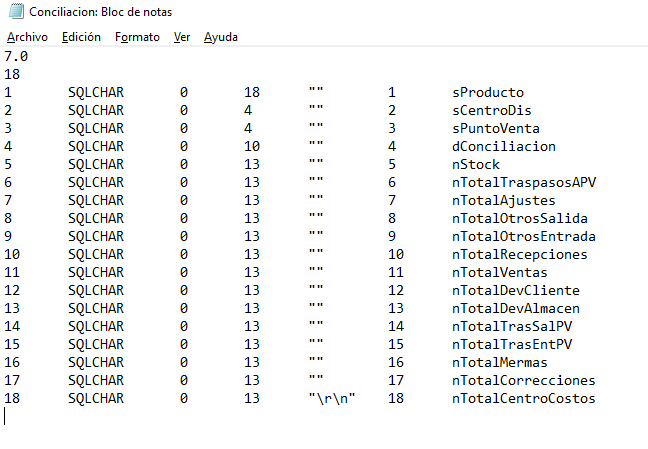 Conciliacion: Bloc de notas
Archivo Edición Formato Ver Ayuda
7.0
18
1 SQLCHAR 0 18 "" 1 sProducto
2 SQLCHAR 0 4 "" 2 sCentroDis
3 SQLCHAR 0 4 "" 3 sPuntoVenta
4 SQLCHAR 0 10 "" 4 dConciliacion
5 SQLCHAR 0 13 "" 5 nStock
6 SQLCHAR 0 13 "" 6 nTotalTraspasosAPV
7 SQLCHAR 0 13 "" 7 nTotalAjustes
8 SQLCHAR 0 13 "" 8 nTotalOtrosSalida
9 SQLCHAR 0 13 "" 9 nTotalOtrosEntrada
10 SQLCHAR 0 13 "" 10 nTotalRecepciones
11 SQLCHAR 0 13 "" 11 nTotalVentas
12 SQLCHAR 0 13 "" 12 nTotalDevCliente
13 SQLCHAR 0 13 "" 13 nTotalDevAlmacen
14 SQLCHAR 0 13 "" 14 nTotalTrasSalPV
15 SQLCHAR 0 13 "" 15 nTotalTrasEntPV
16 SQLCHAR 0 13 "" 16 nTotalMermas
17 SQLCHAR 0 13 "" 17 nTotalCorrecciones
18 SQLCHAR 0 13 "\r\n" 18 nTotalCentroCostos